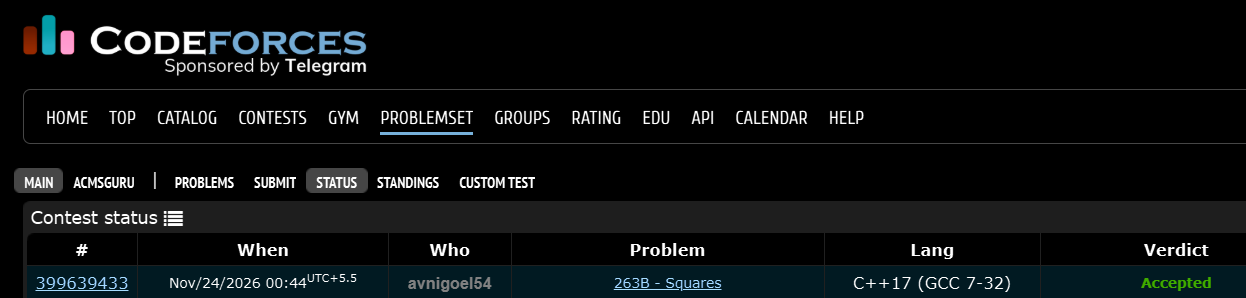 CODEFORCES
Sponsored by Telegram
HOME TOP CATALOG CONTESTS GYM PROBLEMSET GROUPS RATING EDU API CALENDAR HELP
MAIN ACMSGURU | PROBLEMS SUBMIT STATUS STANDINGS CUSTOM TEST
Contest status
# When Who Problem Lang Verdict
399639433 Nov/24/2026 00:44UTC+5.5 avnigoel54 263B - Squares C++17 (GCC 7-32) Accepted